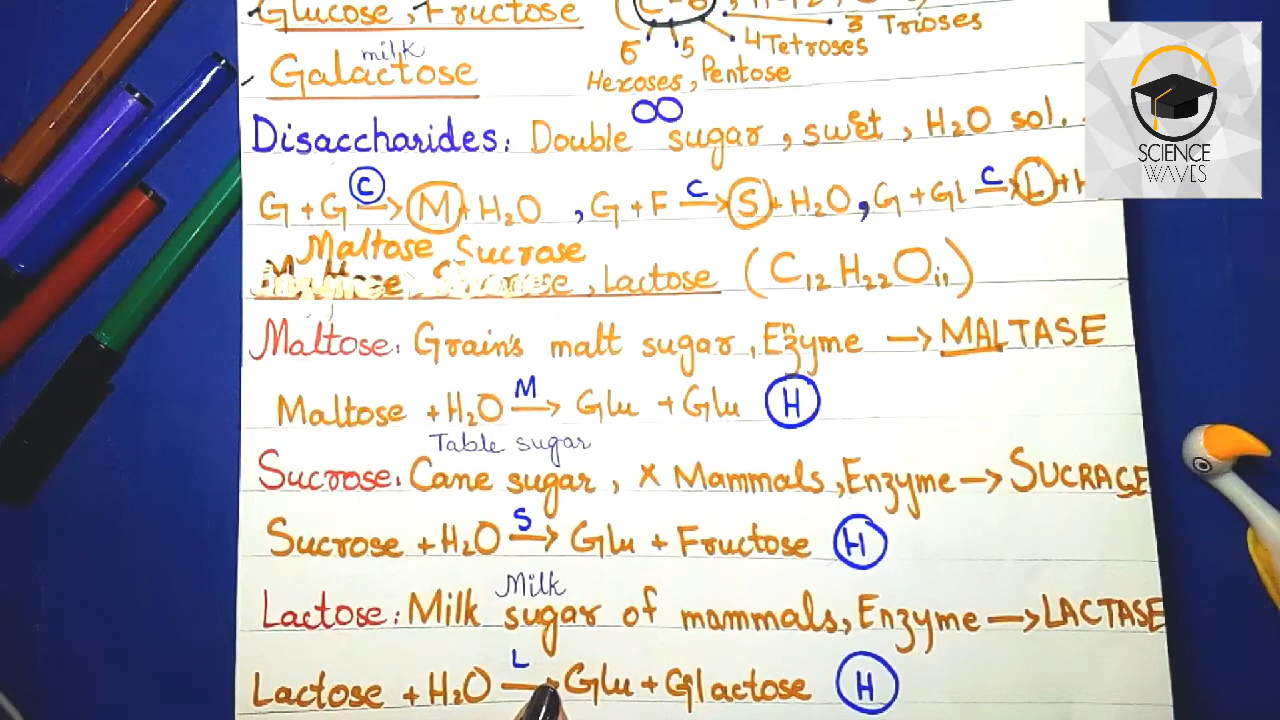 Glucose, Fructose
3 Trioses
milk
6 5 4 Tetroses
Galactose
Hexoses, Pentose
Disaccharides: Double sugar, swet, H₂O sol.
C C C
G + G → M + H₂O , G + F → S + H₂O , G + Gl → L +
Maltose Sucrose
, Lactose (C₁₂H₂₂O₁₁)
Maltose: Grain's malt sugar, Enzyme → MALTASE
M
Maltose + H₂O → Glu + Glu H
Table sugar
Sucrose: Cane sugar, X Mammals, Enzyme → SUCRAGE
S
Sucrose + H₂O → Glu + Fructose H
Milk
Lactose: Milk sugar of mammals, Enzyme → LACTASE
L
Lactose + H₂O → Glu + Glactose H
SCIENCE
WAVES